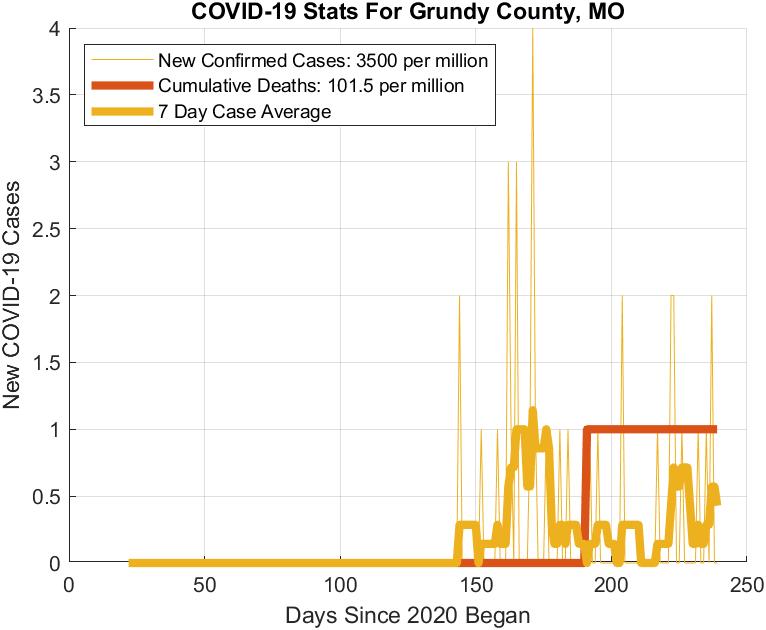 COVID-19 Stats For Grundy County, MO
New Confirmed Cases: 3500 per million
Cumulative Deaths: 101.5 per million
7 Day Case Average
New COVID-19 Cases
4
3.5
3
2.5
2
1.5
1
0.5
0
0 50 100 150 200 250
Days Since 2020 Began